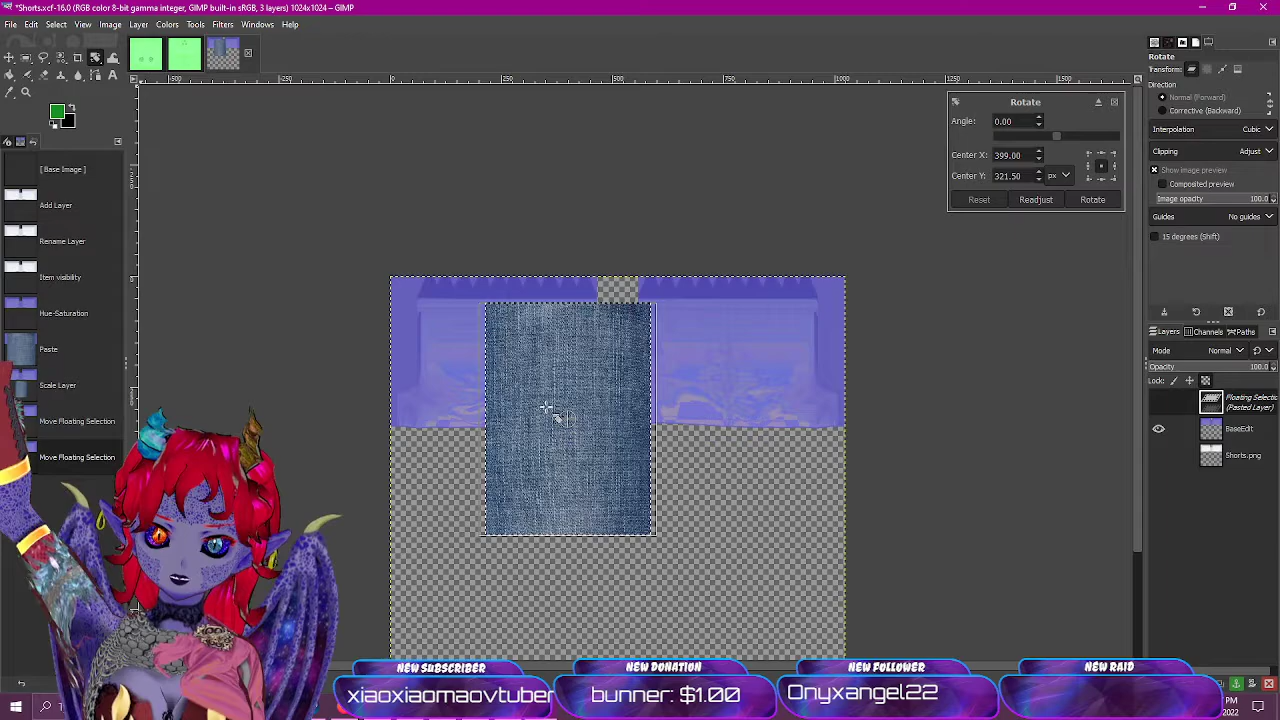 *Shorts.xcf-16.0 (RGB color 8-bit gamma integer, GIMP built-in sRGB, 3 layers) 1024x1024 – GIMP
File Edit Select View Image Layer Colors Tools Filters Windows Help
[Base Image]
Add Layer
Rename Layer
Item visibility
Hue-Saturation
Paste
Scale Layer
Move Floating Selection
Move Floating Selection
Rotate
Angle: 0.00
Center X: 399.00
Center Y: 321.50 px
Reset Readjust Rotate
Rotate
Transform:
Direction
Normal (Forward)
Corrective (Backward)
Interpolation Cubic
Clipping Adjust
Show image preview
Composited preview
Image opacity 100.0
Guides No guides
15 degrees (Shift)
Layers Channels Paths
Mode Normal
Opacity 100.0
Lock:
Floating Selection
(Pasted Layer)
BaseEdit
Shorts.png
NEW SUBSCRIBER
xiaoxiaomaovtuber
NEW DONATION
bunner: $1.00
NEW FOLLOWER
Onyxangel22
NEW RAID
PM